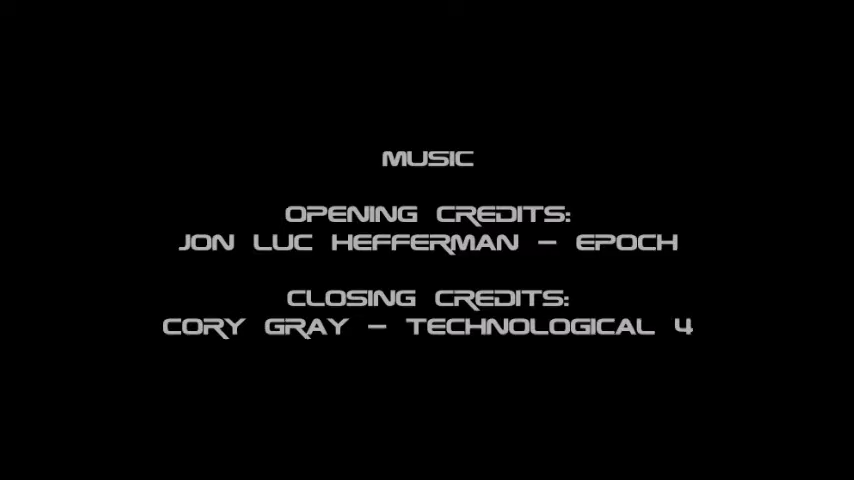 MUSIC
OPENING CREDITS:
JON LUC HEFFERMAN – EPOCH
CLOSING CREDITS:
CORY GRAY – TECHNOLOGICAL 4